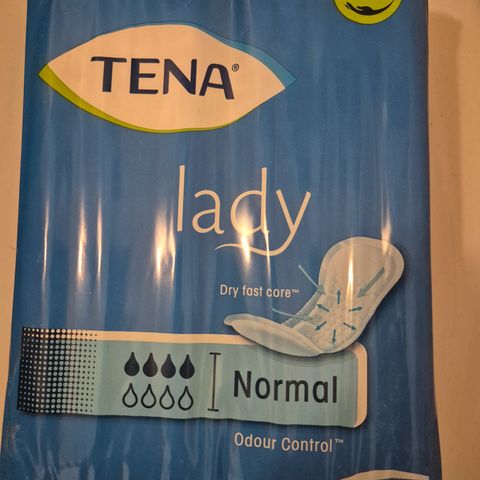 TENA®
lady
Dry fast core™
Normal
Odour Control™